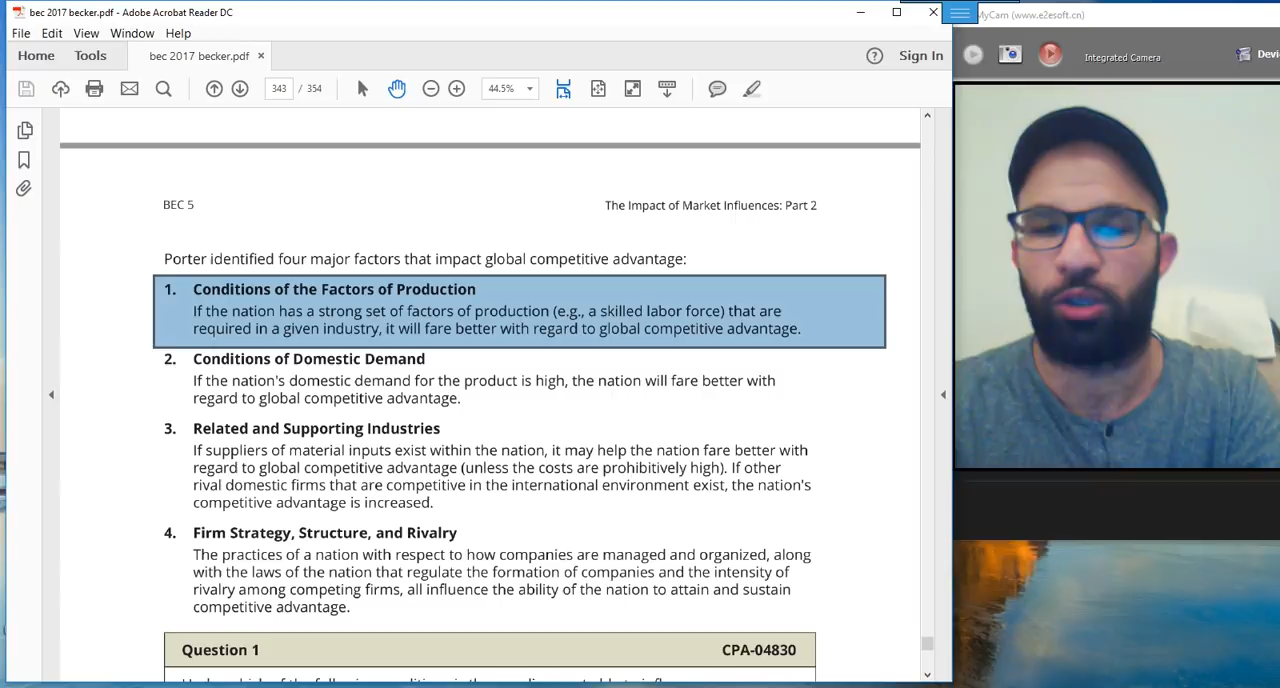 bec 2017 becker.pdf - Adobe Acrobat Reader DC
File Edit View Window Help
Home Tools bec 2017 becker.pdf × Sign In
343 / 354 44.5%
BEC 5 The Impact of Market Influences: Part 2
Porter identified four major factors that impact global competitive advantage:
1. Conditions of the Factors of Production
If the nation has a strong set of factors of production (e.g., a skilled labor force) that are
required in a given industry, it will fare better with regard to global competitive advantage.
2. Conditions of Domestic Demand
If the nation's domestic demand for the product is high, the nation will fare better with
regard to global competitive advantage.
3. Related and Supporting Industries
If suppliers of material inputs exist within the nation, it may help the nation fare better with
regard to global competitive advantage (unless the costs are prohibitively high). If other
rival domestic firms that are competitive in the international environment exist, the nation's
competitive advantage is increased.
4. Firm Strategy, Structure, and Rivalry
The practices of a nation with respect to how companies are managed and organized, along
with the laws of the nation that regulate the formation of companies and the intensity of
rivalry among competing firms, all influence the ability of the nation to attain and sustain
competitive advantage.
Question 1 CPA-04830
MyCam (www.e2esoft.cn)
Integrated Camera Devi